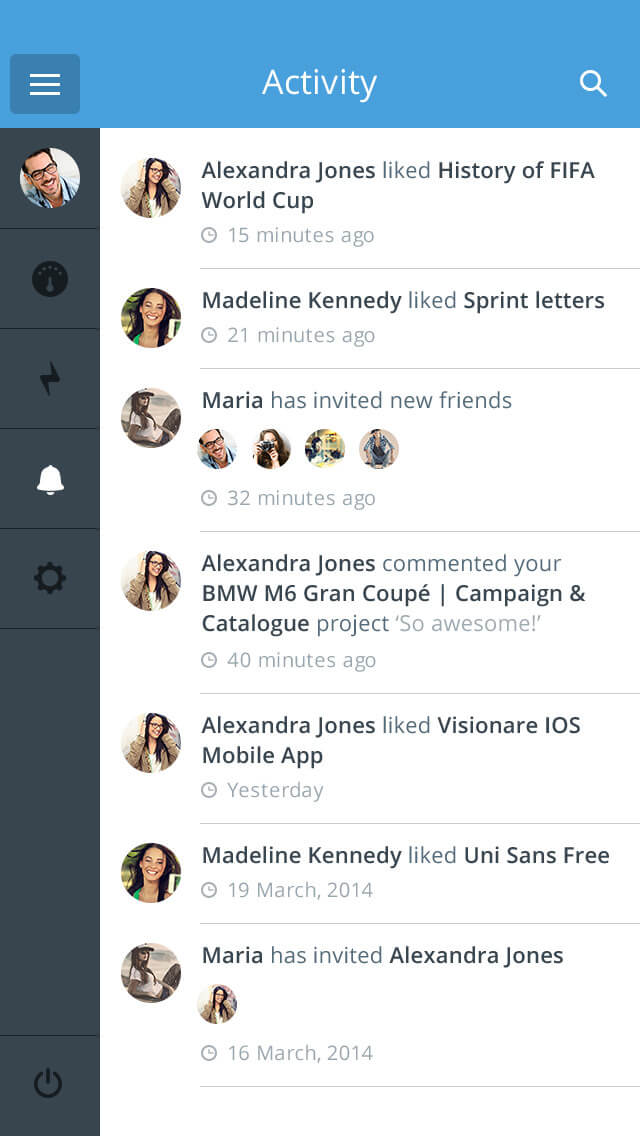 Activity
Alexandra Jones liked History of FIFA
World Cup
15 minutes ago
Madeline Kennedy liked Sprint letters
21 minutes ago
Maria has invited new friends
32 minutes ago
Alexandra Jones commented your
BMW M6 Gran Coupé | Campaign &
Catalogue project ‘So awesome!’
40 minutes ago
Alexandra Jones liked Visionare IOS
Mobile App
Yesterday
Madeline Kennedy liked Uni Sans Free
19 March, 2014
Maria has invited Alexandra Jones
16 March, 2014